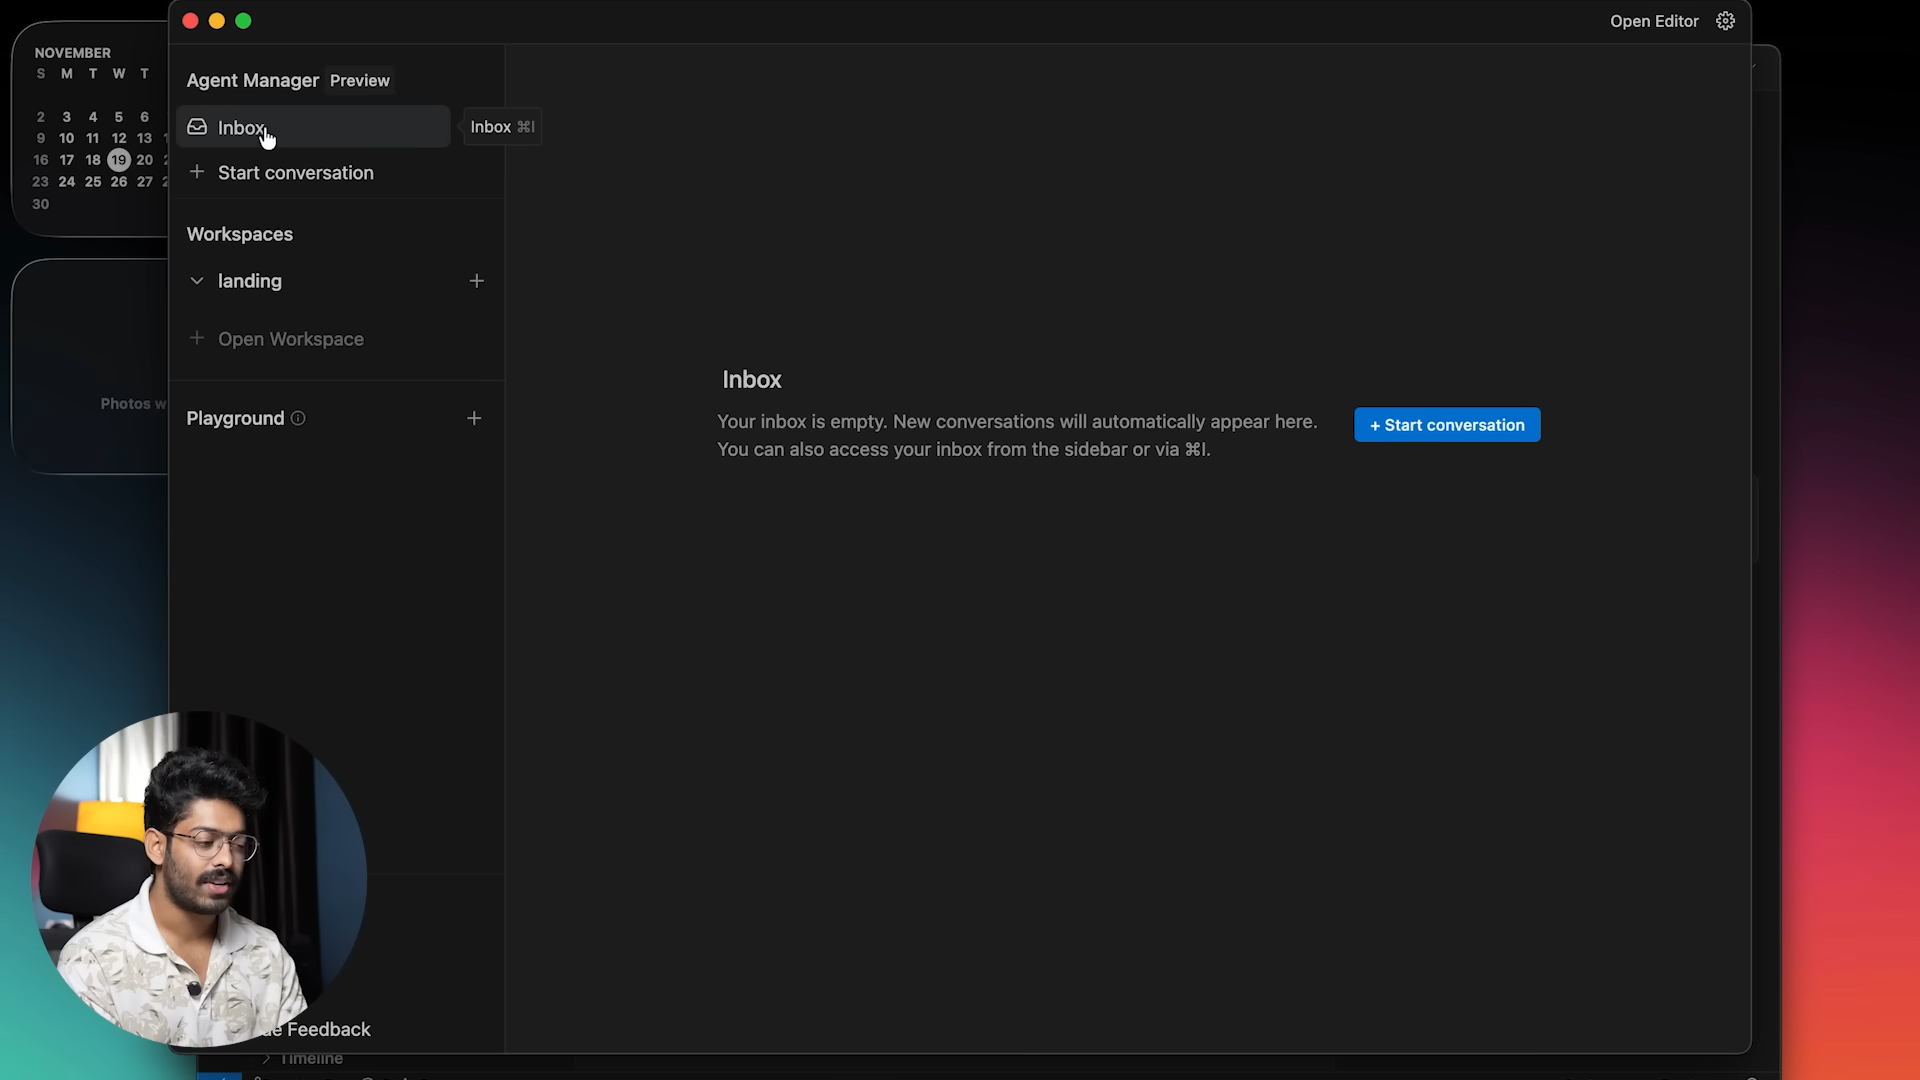 NOVEMBER
S M T W T
2 3 4 5 6
9 10 11 12 13
16 17 18 19 20
23 24 25 26 27
30
Photos
Open Editor
Agent Manager Preview
Inbox
Inbox ⌘I
Start conversation
Workspaces
landing
Open Workspace
Playground
Inbox
Your inbox is empty. New conversations will automatically appear here.
You can also access your inbox from the sidebar or via ⌘I.
+ Start conversation
Feedback
Timeline